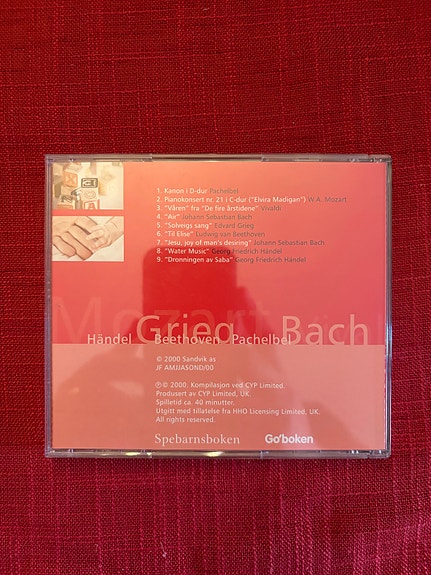 1. Kanon i D-dur Pachelbel
2. Pianokonsert nr. 21 i C-dur ("Elvira Madigan") W.A. Mozart
3. "Våren" fra "De fire årstidene" Vivaldi
4. "Air" Johann Sebastian Bach
5. "Solveigs sang" Edvard Grieg
6. "Til Elise" Ludwig van Beethoven
7. "Jesu, joy of man's desiring" Johann Sebastian Bach
8. "Water Music" Georg Friedrich Händel
9. "Dronningen av Saba" Georg Friedrich Händel
Mozart
Händel Grieg Bach
Beethoven Pachelbel
© 2000 Sandvik as
JF AMJJASOND/00
℗© 2000. Kompilasjon ved CYP Limited.
Produsert av CYP Limited, UK.
Spilletid ca. 40 minutter.
Utgitt med tillatelse fra HHO Licensing Limited, UK.
All rights reserved.
Spebarnsboken Go'boken